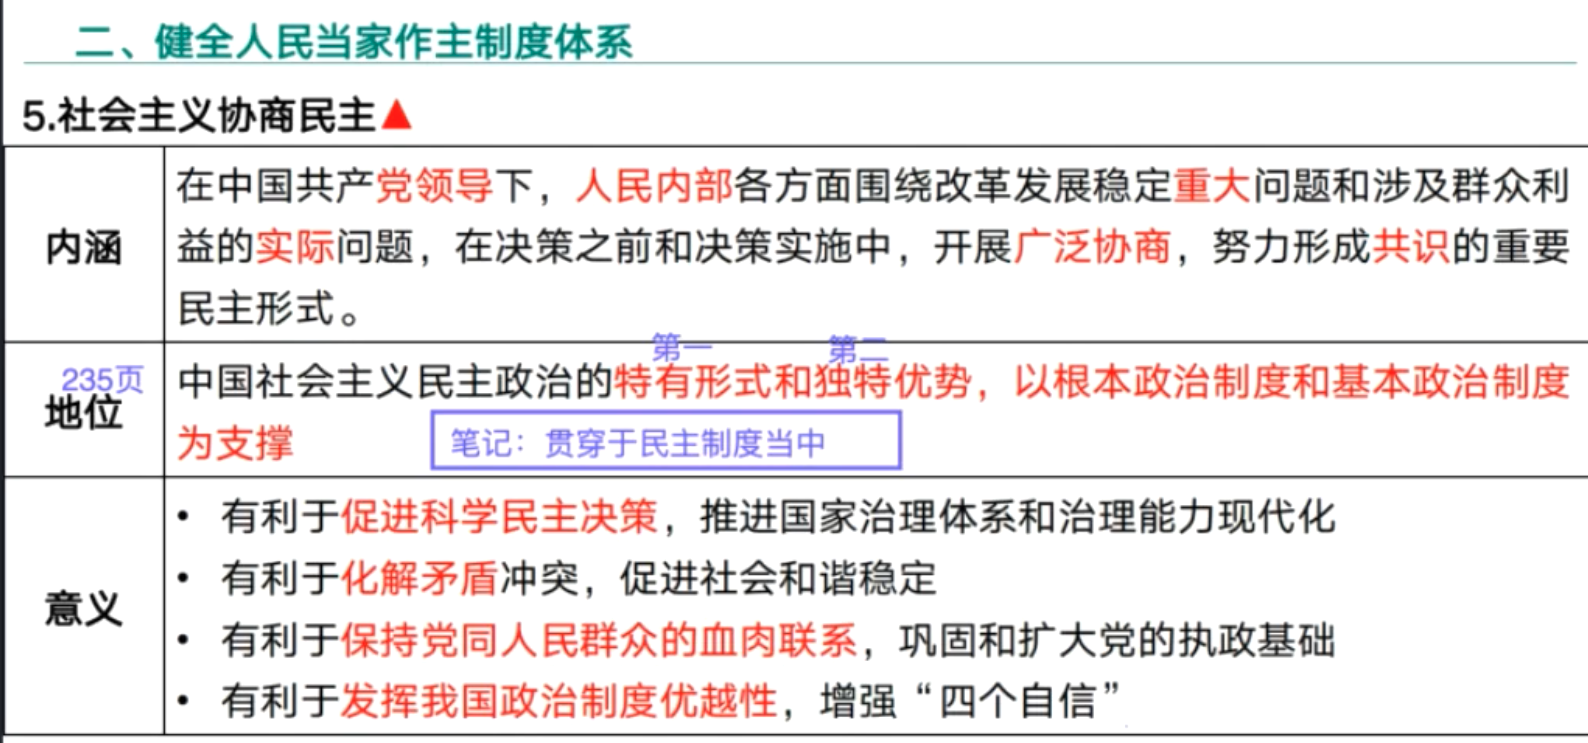 二、健全人民当家作主制度体系
5.社会主义协商民主▲
内涵
在中国共产党领导下，人民内部各方面围绕改革发展稳定重大问题和涉及群众利
益的实际问题，在决策之前和决策实施中，开展广泛协商，努力形成共识的重要
民主形式。
第一 第二
235页
地位
中国社会主义民主政治的特有形式和独特优势，以根本政治制度和基本政治制度
为支撑
笔记：贯穿于民主制度当中
意义
• 有利于促进科学民主决策，推进国家治理体系和治理能力现代化
• 有利于化解矛盾冲突，促进社会和谐稳定
• 有利于保持党同人民群众的血肉联系，巩固和扩大党的执政基础
• 有利于发挥我国政治制度优越性，增强“四个自信”